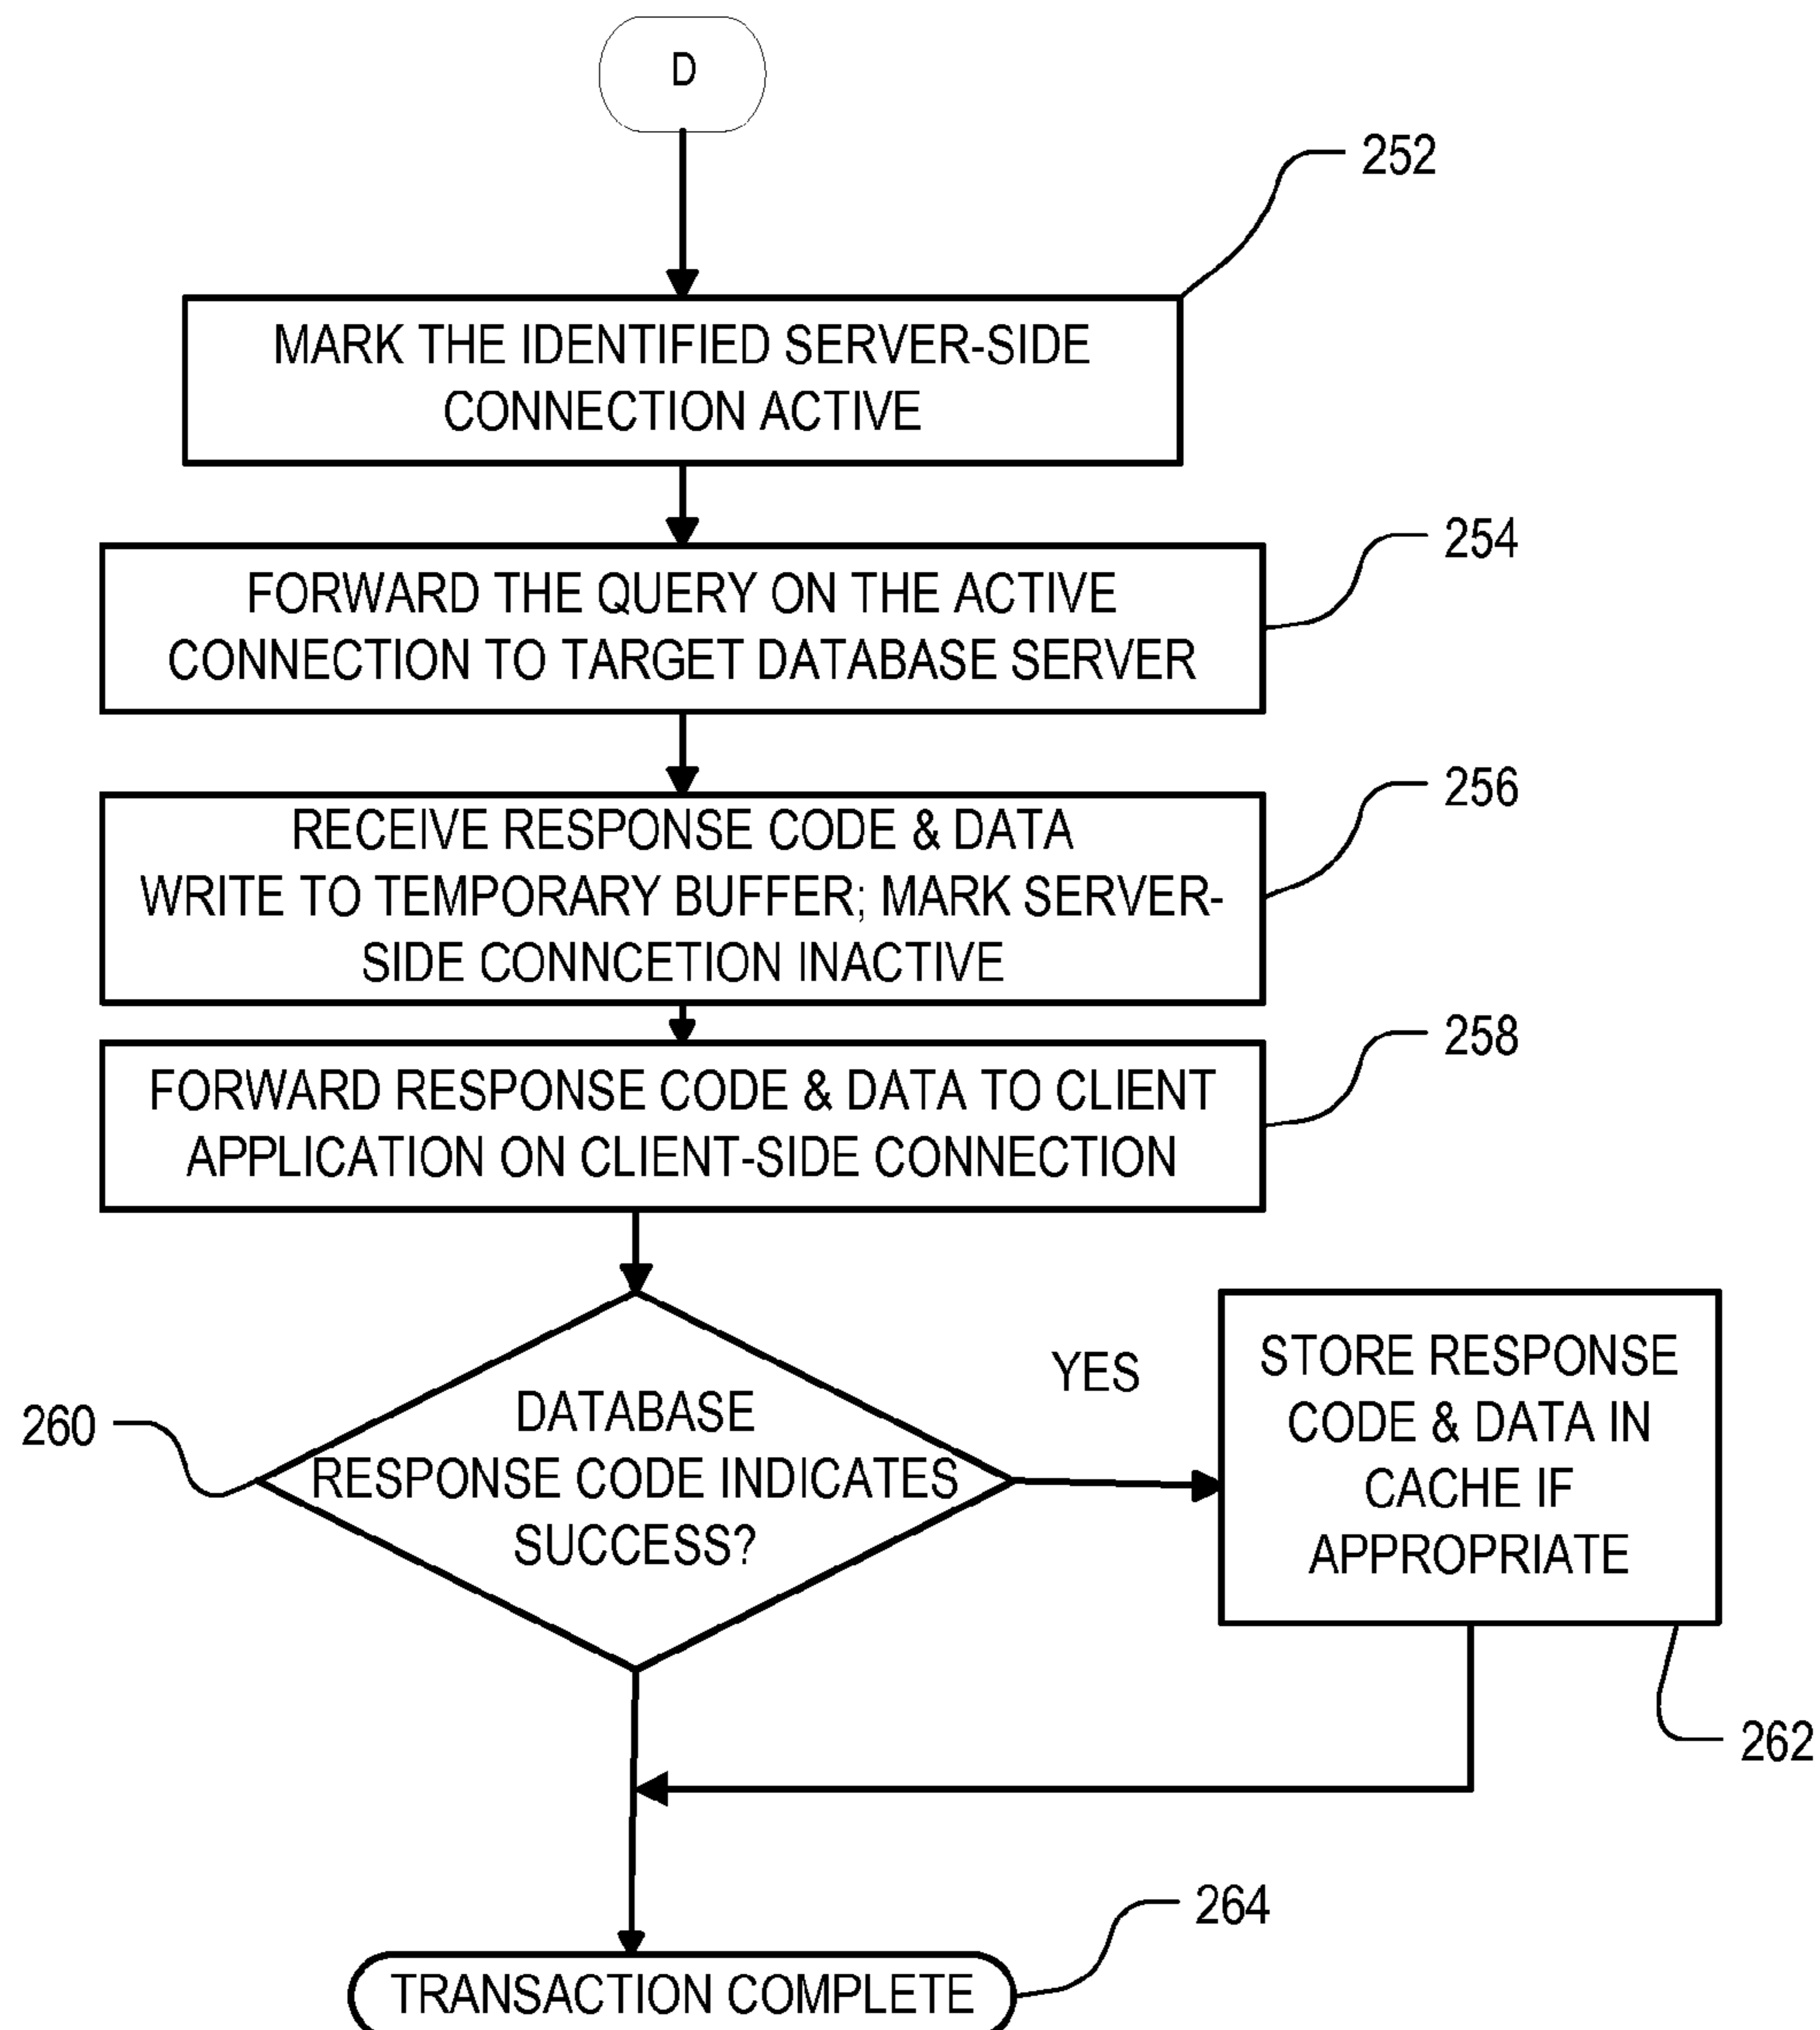 D
252
MARK THE IDENTIFIED SERVER-SIDE
CONNECTION ACTIVE
254
FORWARD THE QUERY ON THE ACTIVE
CONNECTION TO TARGET DATABASE SERVER
256
RECEIVE RESPONSE CODE & DATA
WRITE TO TEMPORARY BUFFER; MARK SERVER-
SIDE CONNCETION INACTIVE
258
FORWARD RESPONSE CODE & DATA TO CLIENT
APPLICATION ON CLIENT-SIDE CONNECTION
260
DATABASE
RESPONSE CODE INDICATES
SUCCESS?
YES
STORE RESPONSE
CODE & DATA IN
CACHE IF
APPROPRIATE
262
264
TRANSACTION COMPLETE